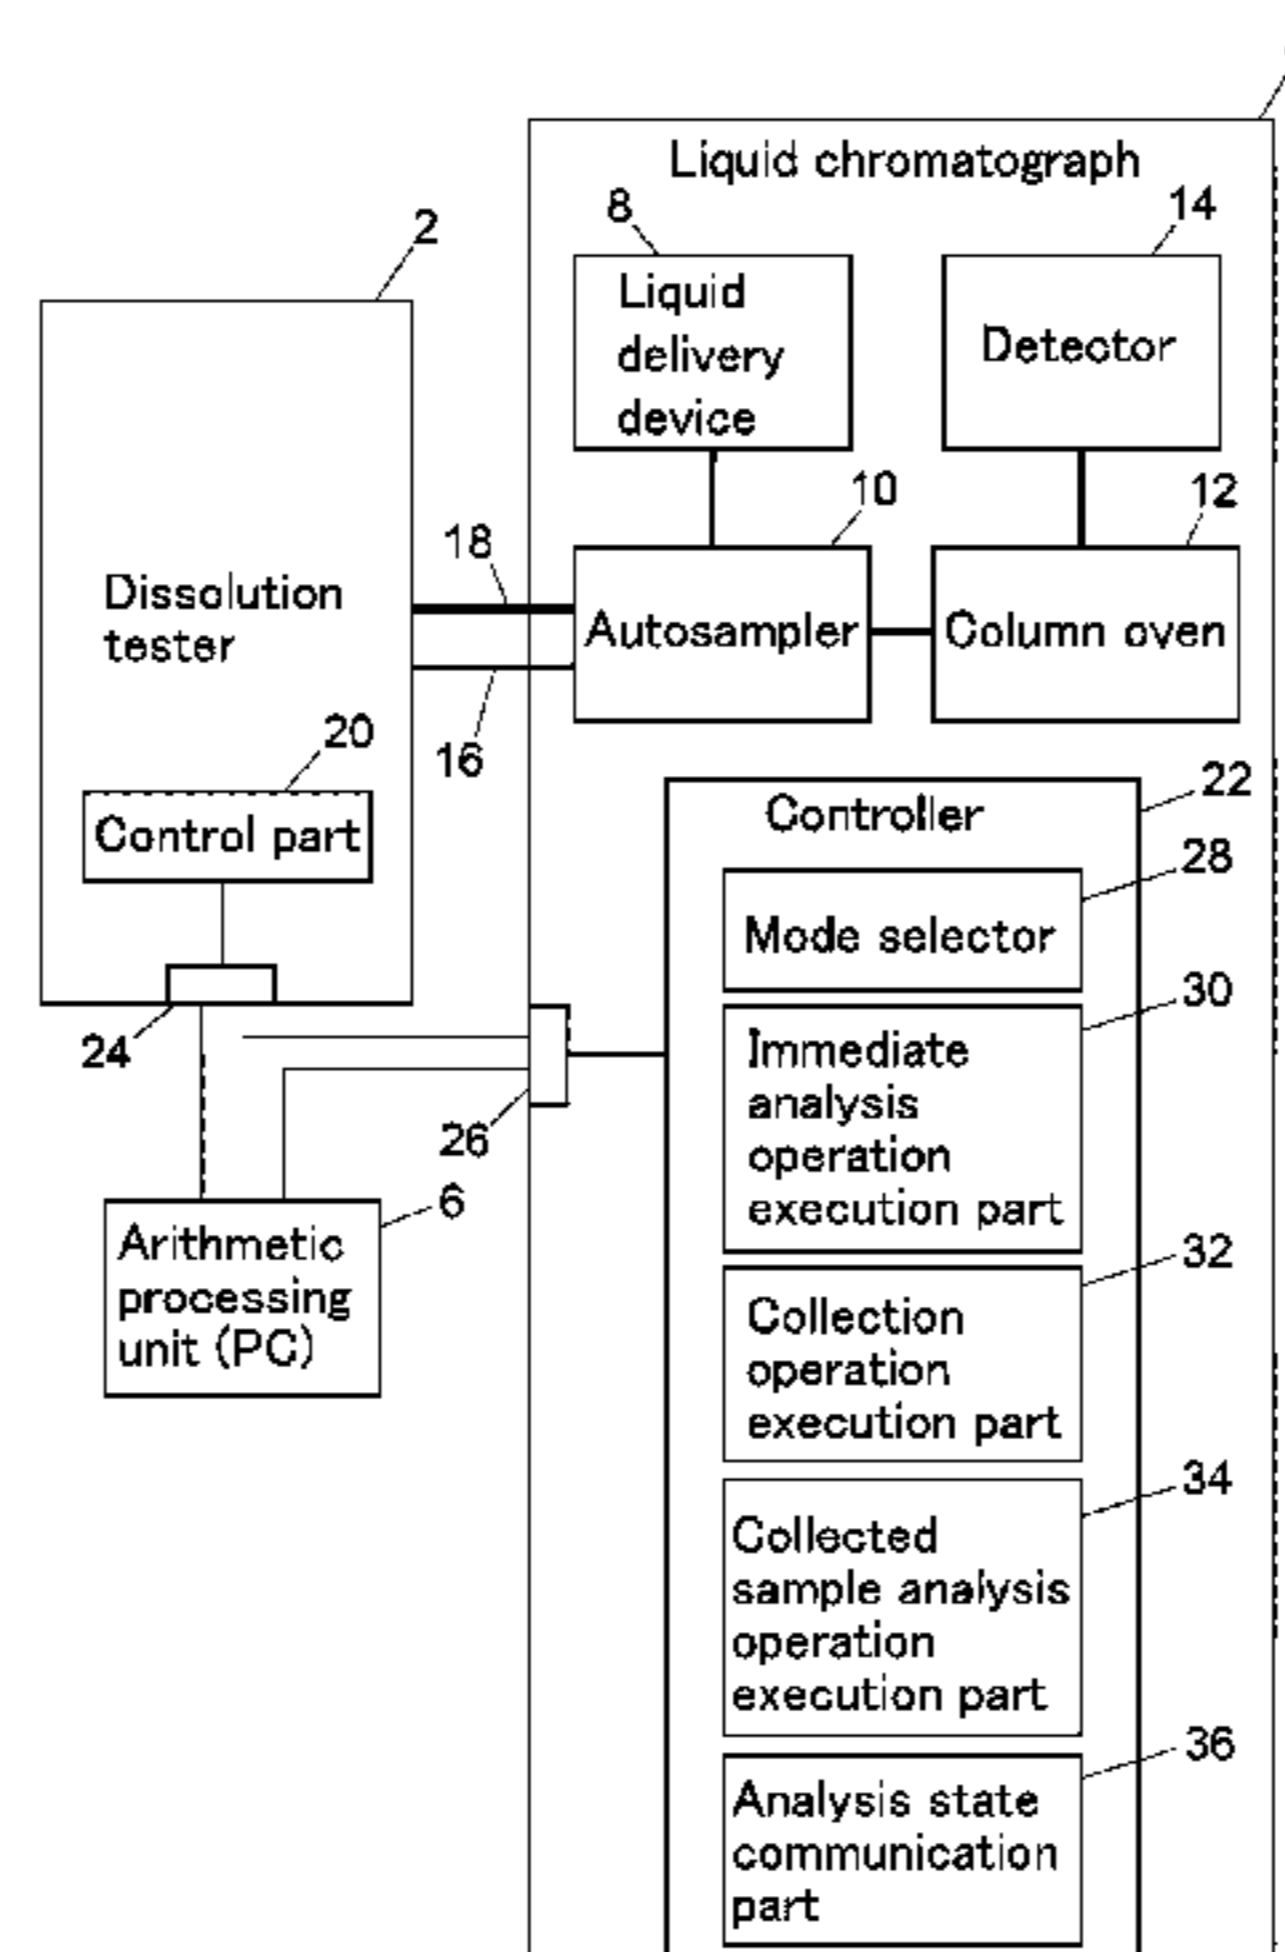 Liquid chromatograph
8
14
2
Liquid
delivery
device
Detector
10
12
18
Dissolution
tester
Autosampler
Column oven
16
20
Control part
22
Controller
28
Mode selector
24
30
Immediate
analysis
operation
execution part
26
6
Arithmetic
processing
unit (PC)
32
Collection
operation
execution part
34
Collected
sample analysis
operation
execution part
36
Analysis state
communication
part